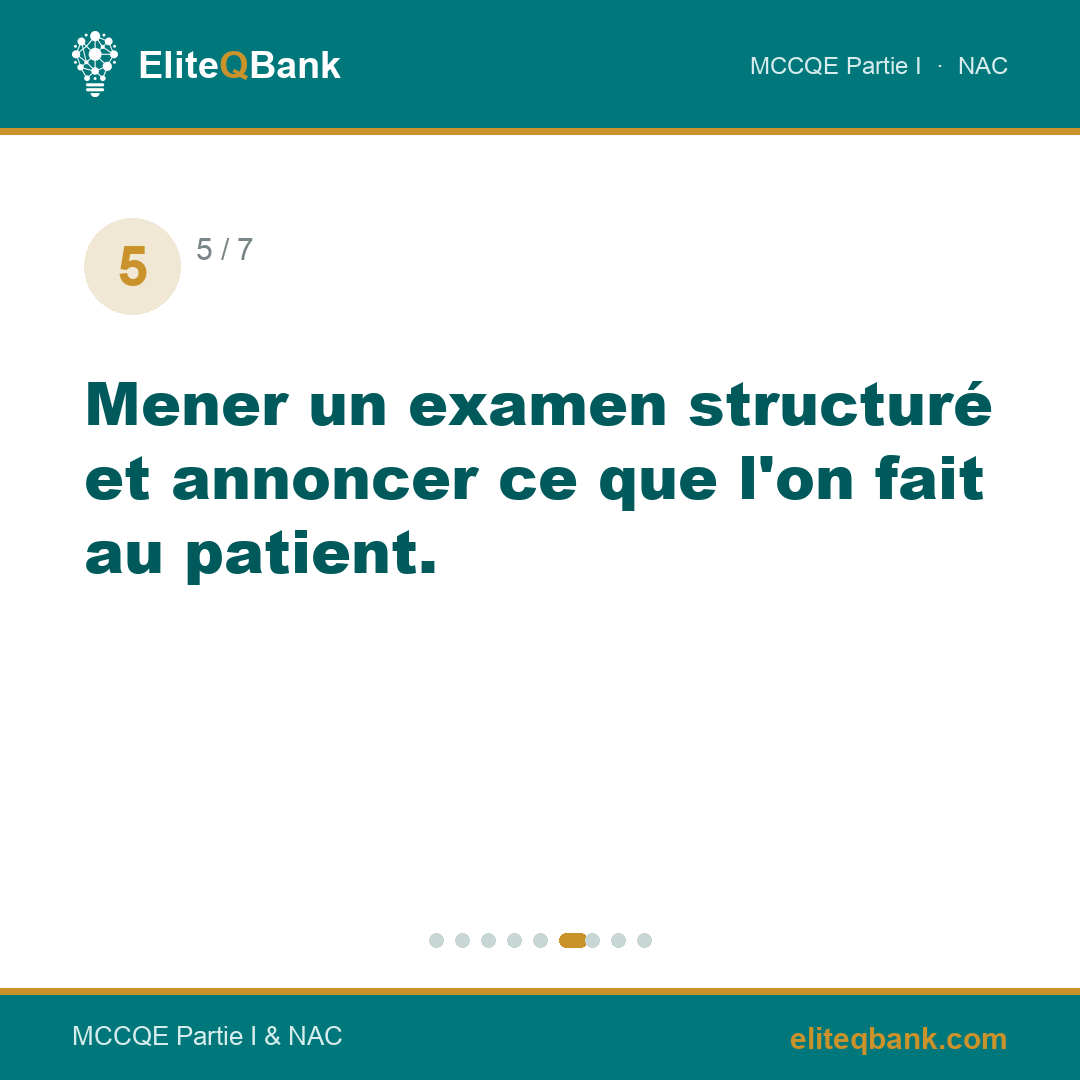 EliteQBank
MCCQE Partie I · NAC
5
5 / 7
Mener un examen structuré
et annoncer ce que l'on fait
au patient.
MCCQE Partie I & NAC
eliteqbank.com